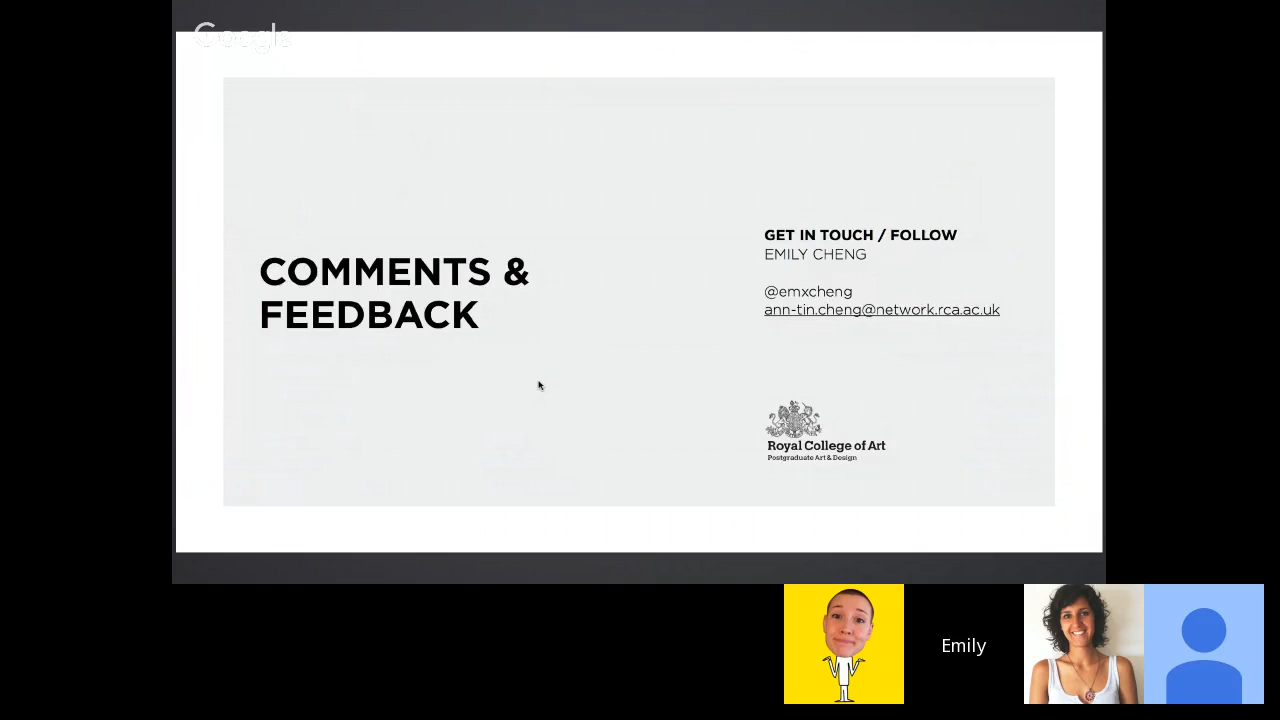 Google
COMMENTS &
FEEDBACK
GET IN TOUCH / FOLLOW
EMILY CHENG
@emxcheng
ann-tin.cheng@network.rca.ac.uk
Royal College of Art
Postgraduate Art & Design
Emily